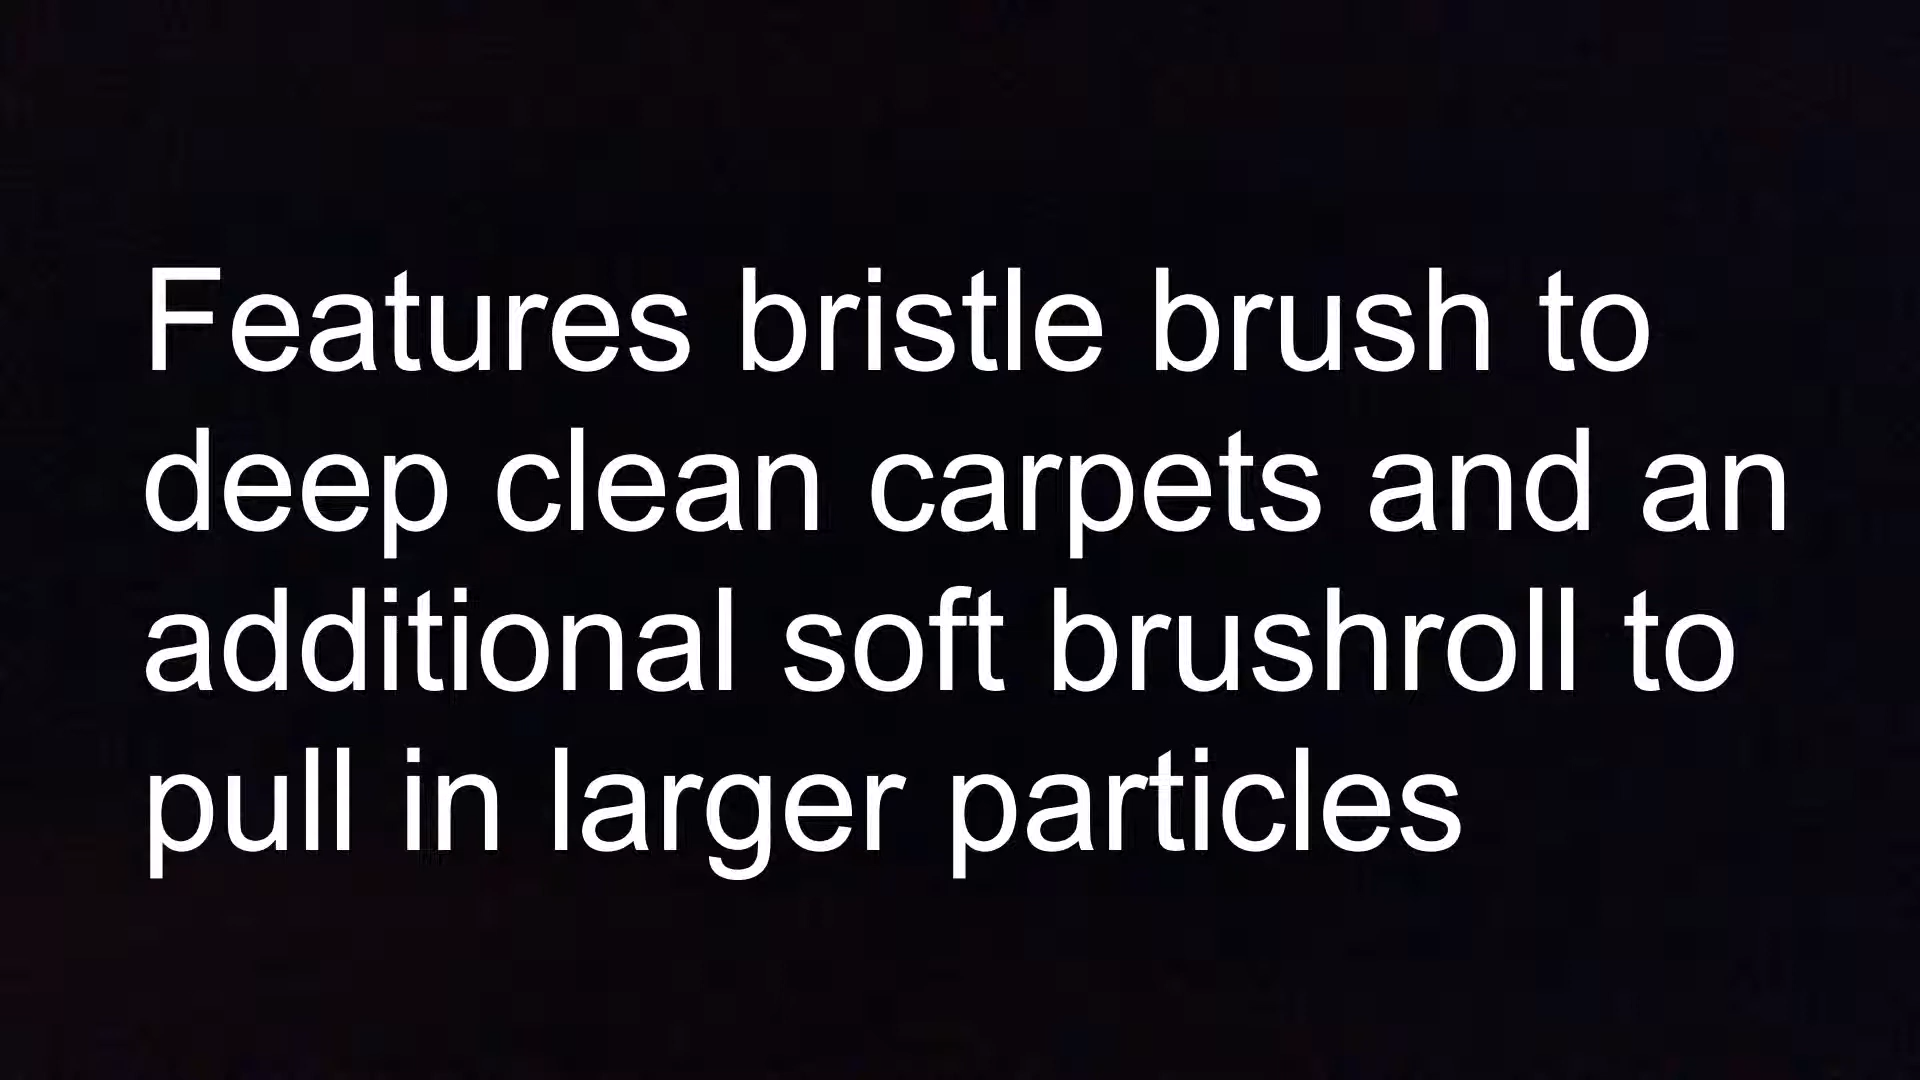 Features bristle brush to
deep clean carpets and an
additional soft brushroll to
pull in larger particles